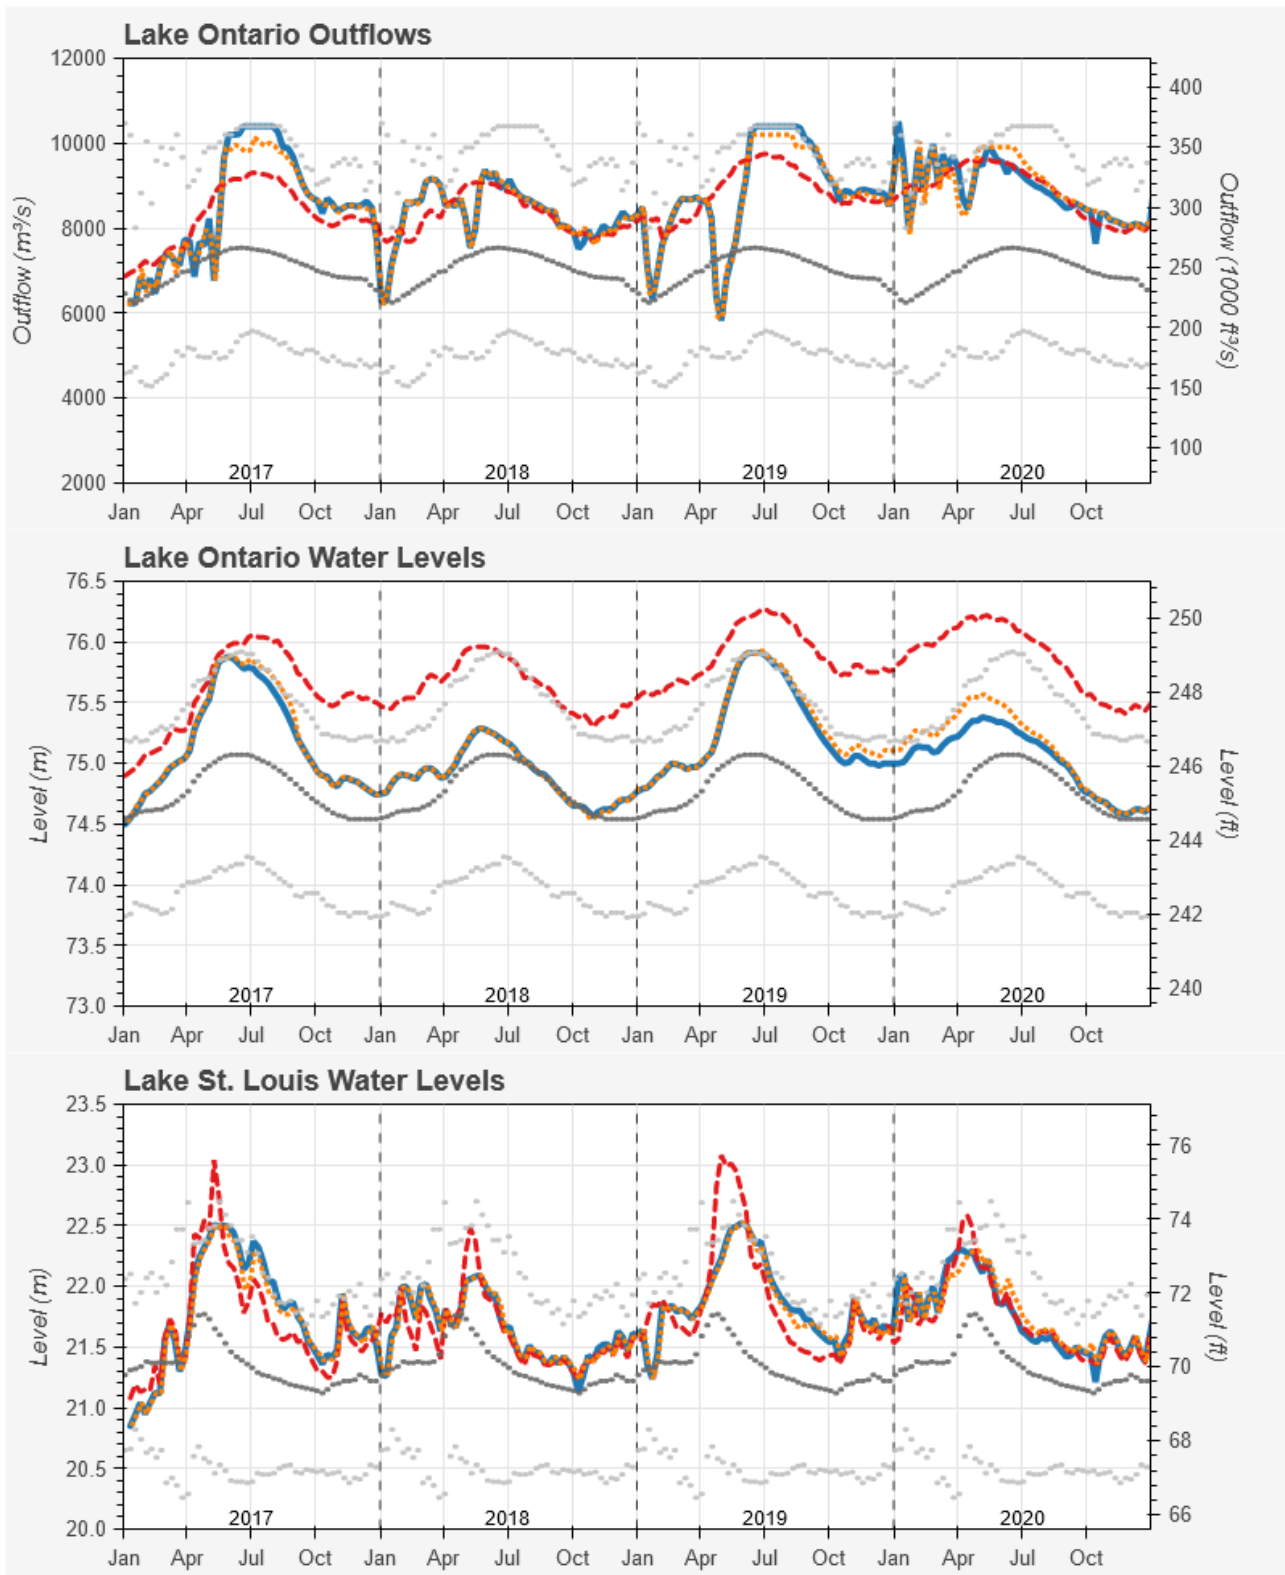 Lake Ontario Outflows
12000
10000
8000
6000
4000
2000
Outflow (m³/s)
400
350
300
250
200
150
100
Outflow (1000 ft³/s)
2017 2018 2019 2020
Jan Apr Jul Oct Jan Apr Jul Oct Jan Apr Jul Oct Jan Apr Jul Oct
Lake Ontario Water Levels
76.5
76.0
75.5
75.0
74.5
74.0
73.5
73.0
Level (m)
250
248
246
244
242
240
Level (ft)
2017 2018 2019 2020
Jan Apr Jul Oct Jan Apr Jul Oct Jan Apr Jul Oct Jan Apr Jul Oct
Lake St. Louis Water Levels
23.5
23.0
22.5
22.0
21.5
21.0
20.5
20.0
Level (m)
76
74
72
70
68
66
Level (ft)
2017 2018 2019 2020
Jan Apr Jul Oct Jan Apr Jul Oct Jan Apr Jul Oct Jan Apr Jul Oct